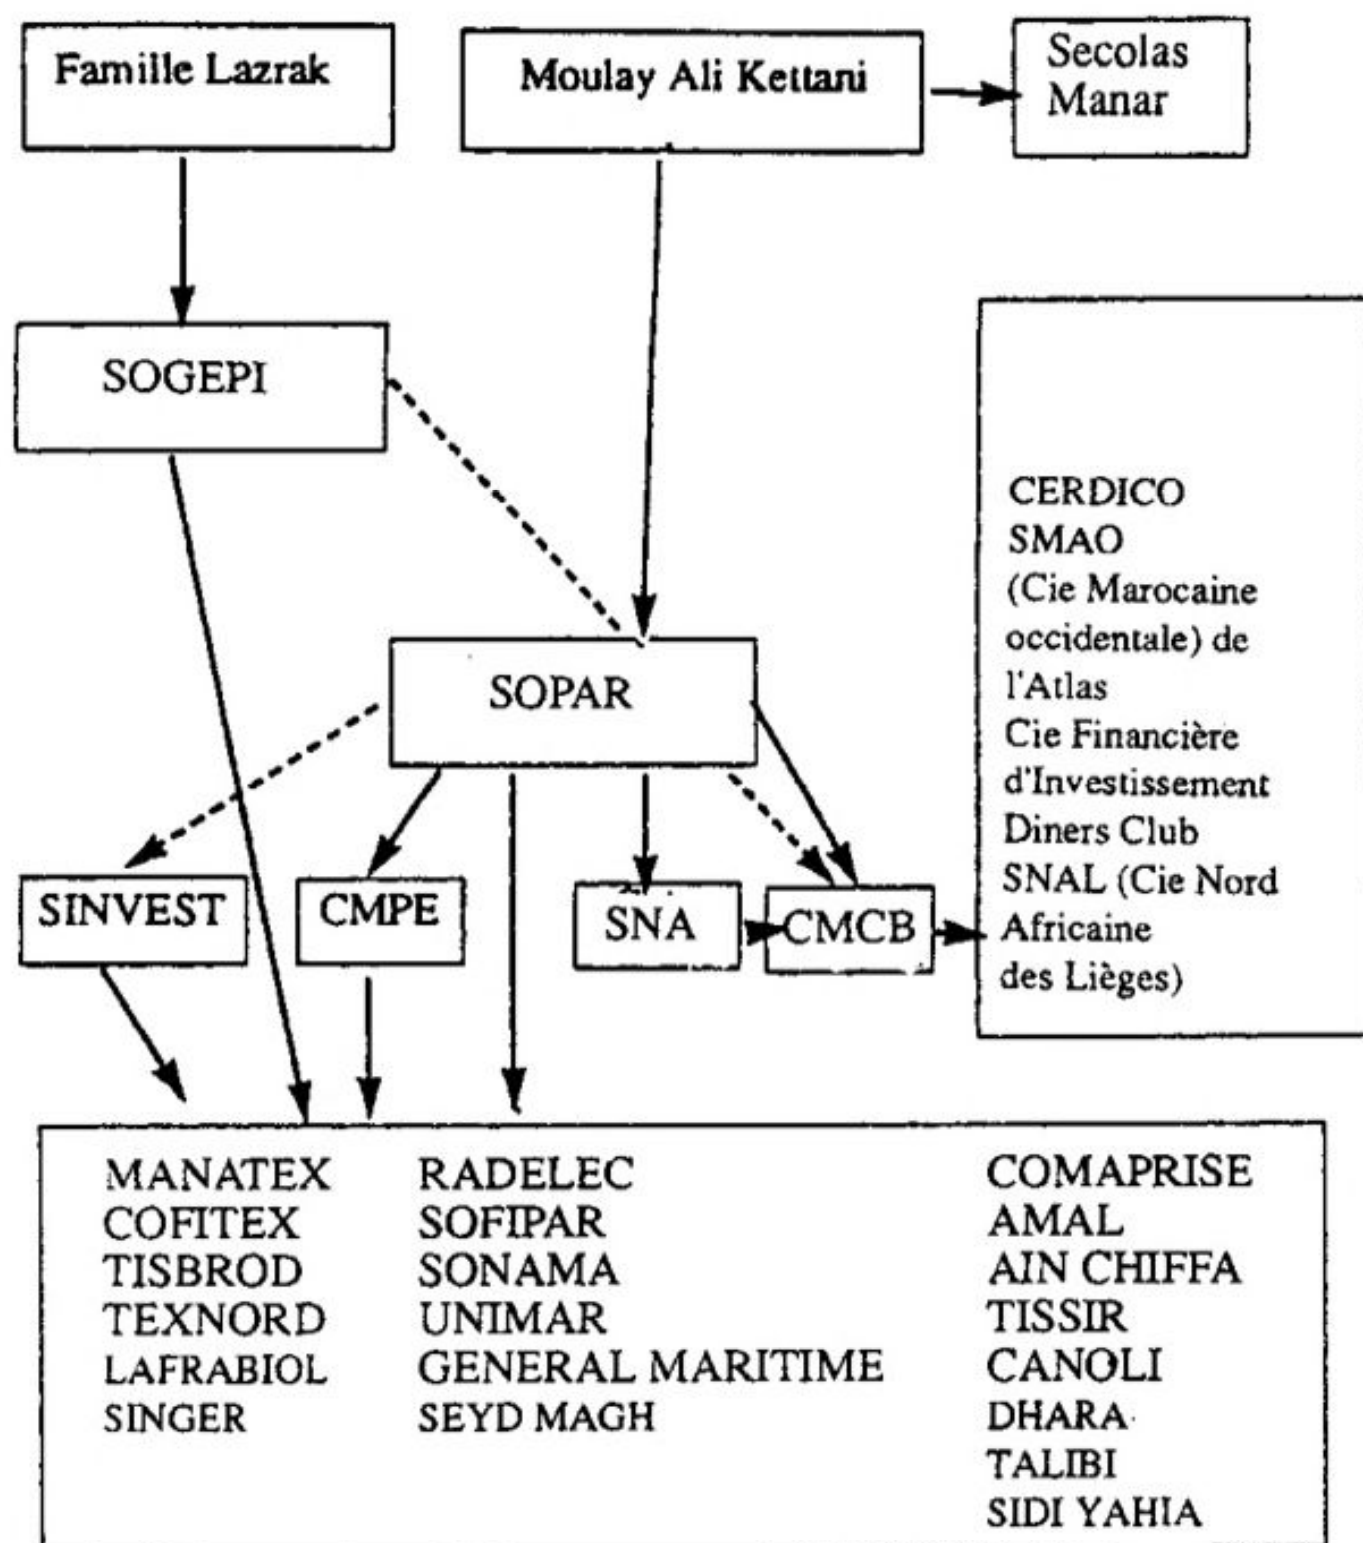 Famille Lazrak
Moulay Ali Kettani
Secolas
Manar
SOGEPI
CERDICO
SMAO
(Cie Marocaine
occidentale) de
l'Atlas
Cie Financière
d'Investissement
Diners Club
SNAL (Cie Nord
Africaine
des Lièges)
SOPAR
SINVEST
CMPE
SNA
CMCB
MANATEX
COFITEX
TISBROD
TEXNORD
LAFRABIOL
SINGER
RADELEC
SOFIPAR
SONAMA
UNIMAR
GENERAL MARITIME
SEYD MAGH
COMAPRISE
AMAL
AIN CHIFFA
TISSIR
CANOLI
DHARA
TALIBI
SIDI YAHIA